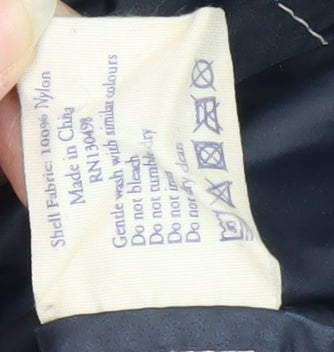 Shell Fabric: 100% Nylon
Made in China
RN130498
Gentle wash with similar colours
Do not bleach
Do not tumble dry
Do not iron
Do not dry clean